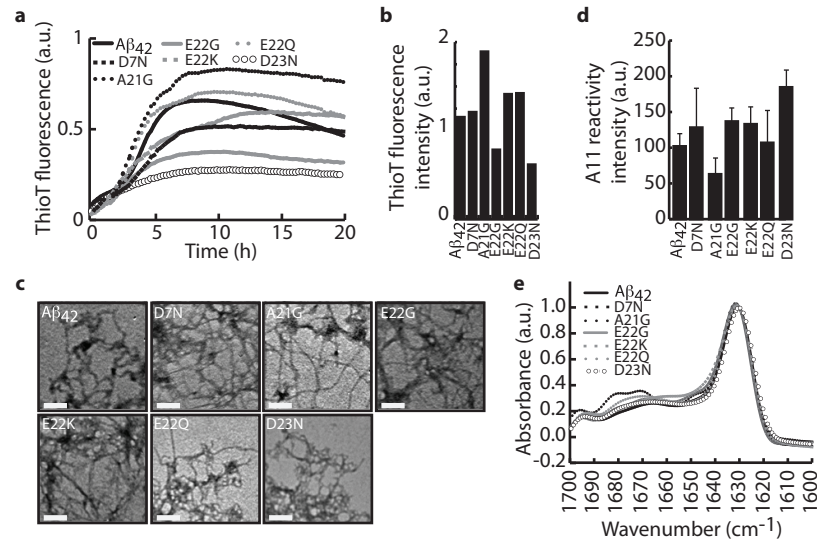 a
ThioT fluorescence (a.u.)
1
0.5
0
0
5
10
15
20
Time (h)
Aβ42
D7N
A21G
E22G
E22K
E22Q
D23N
b
ThioT fluorescence
intensity (a.u.)
2
1
0
Aβ42
D7N
A21G
E22G
E22K
E22Q
D23N
d
A11 reactivity
intensity (a.u.)
250
200
150
100
50
0
Aβ42
D7N
A21G
E22G
E22K
E22Q
D23N
c
Aβ42
D7N
A21G
E22G
E22K
E22Q
D23N
e
Absorbance (a.u.)
1.0
0.8
0.6
0.4
0.2
0.0
-0.2
Aβ42
D7N
A21G
E22G
E22K
E22Q
D23N
1700
1690
1680
1670
1660
1650
1640
1630
1620
1610
1600
Wavenumber (cm-1)